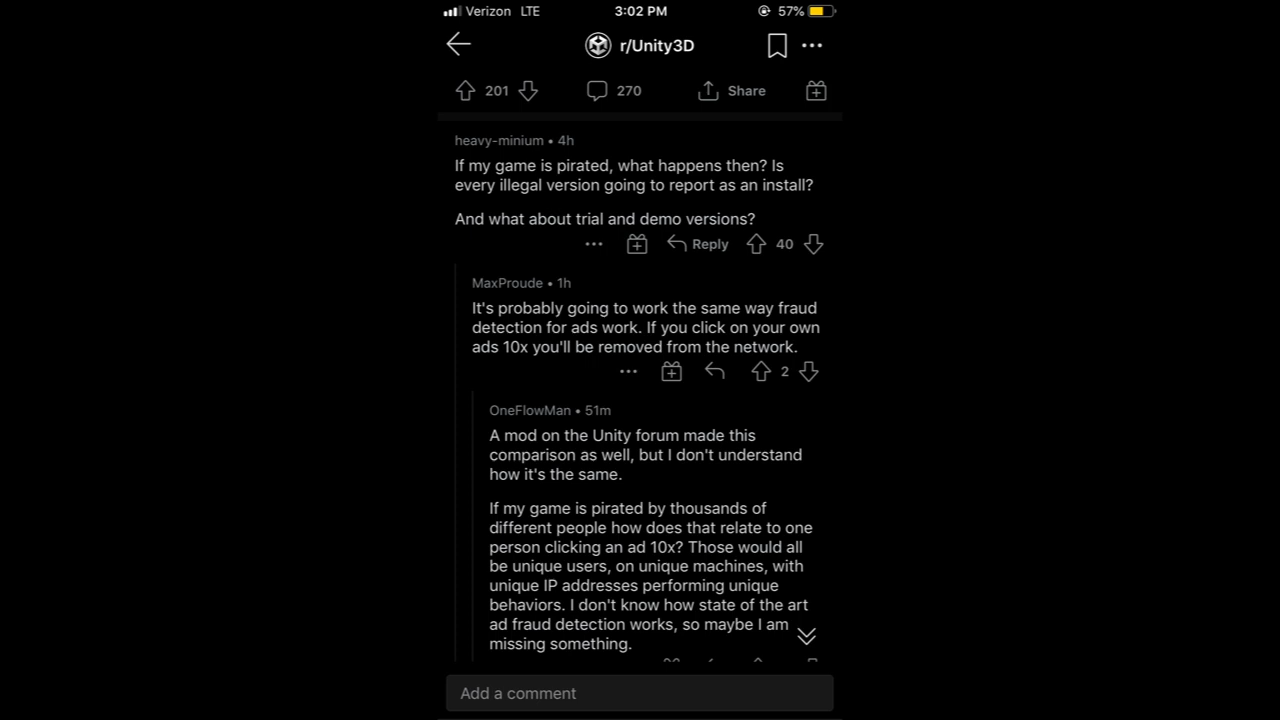 Verizon LTE 3:02 PM 57%
r/Unity3D
201 270 Share
heavy-minium • 4h
If my game is pirated, what happens then? Is
every illegal version going to report as an install?
And what about trial and demo versions?
Reply 40
MaxProude • 1h
It's probably going to work the same way fraud
detection for ads work. If you click on your own
ads 10x you'll be removed from the network.
2
OneFlowMan • 51m
A mod on the Unity forum made this
comparison as well, but I don't understand
how it's the same.
If my game is pirated by thousands of
different people how does that relate to one
person clicking an ad 10x? Those would all
be unique users, on unique machines, with
unique IP addresses performing unique
behaviors. I don't know how state of the art
ad fraud detection works, so maybe I am
missing something.
Add a comment